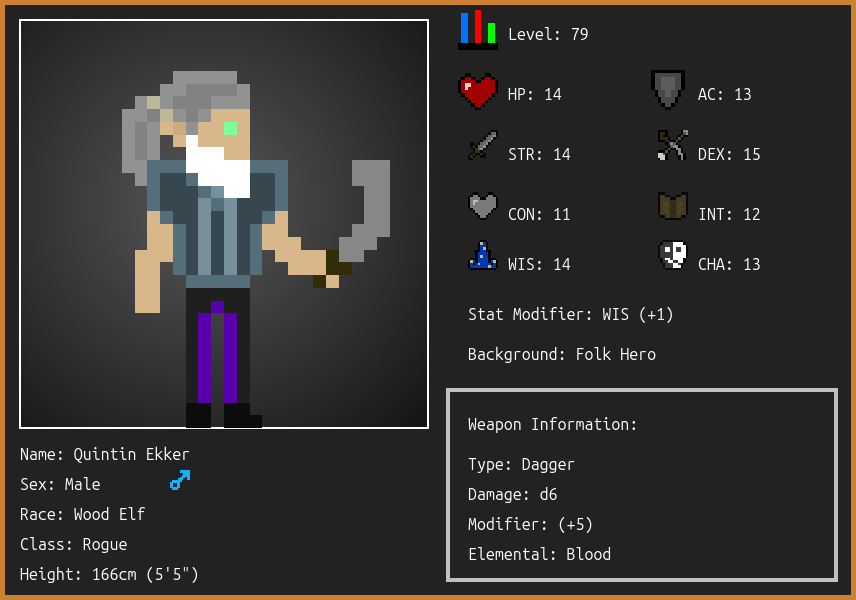 Level: 79
HP: 14
AC: 13
STR: 14
DEX: 15
CON: 11
INT: 12
WIS: 14
CHA: 13
Stat Modifier: WIS (+1)
Background: Folk Hero
Weapon Information:
Type: Dagger
Damage: d6
Modifier: (+5)
Elemental: Blood
Name: Quintin Ekker
Sex: Male
Race: Wood Elf
Class: Rogue
Height: 166cm (5'5")